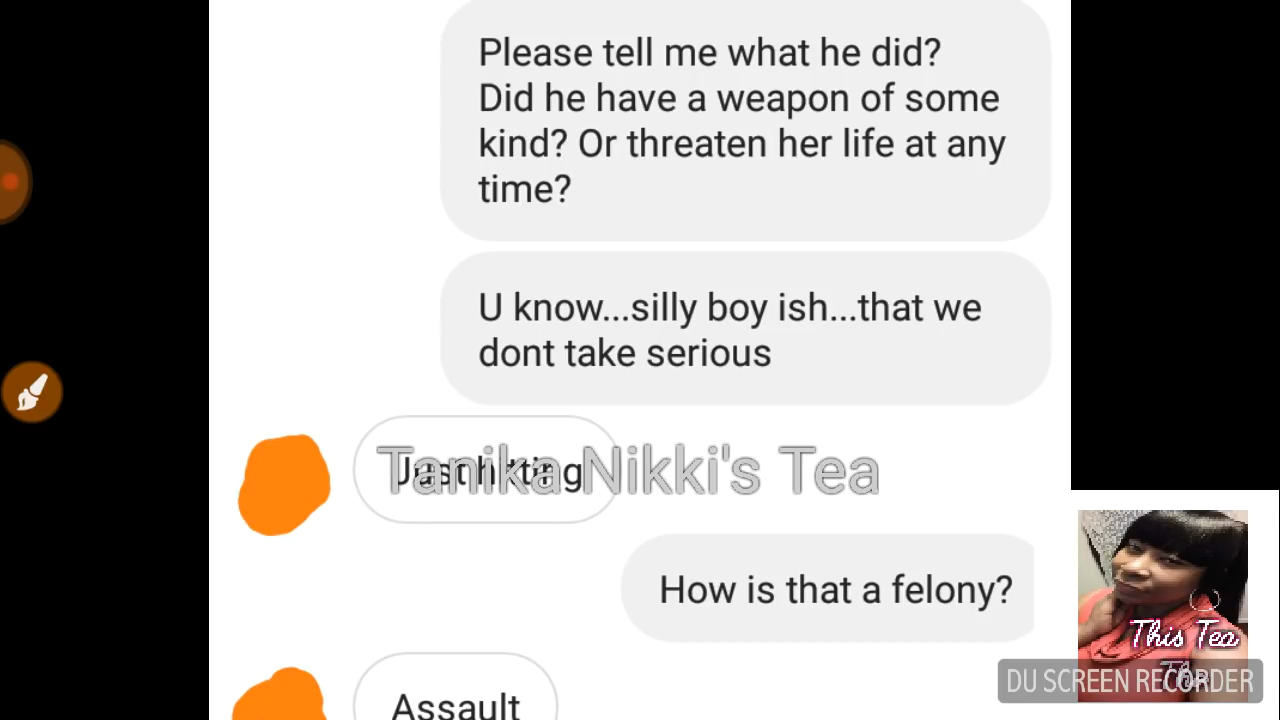 Please tell me what he did?
Did he have a weapon of some
kind? Or threaten her life at any
time?
U know...silly boy ish...that we
dont take serious
Just hitting
Tanika Nikki's Tea
How is that a felony?
Assault
This Tea
DU SCREEN RECORDER